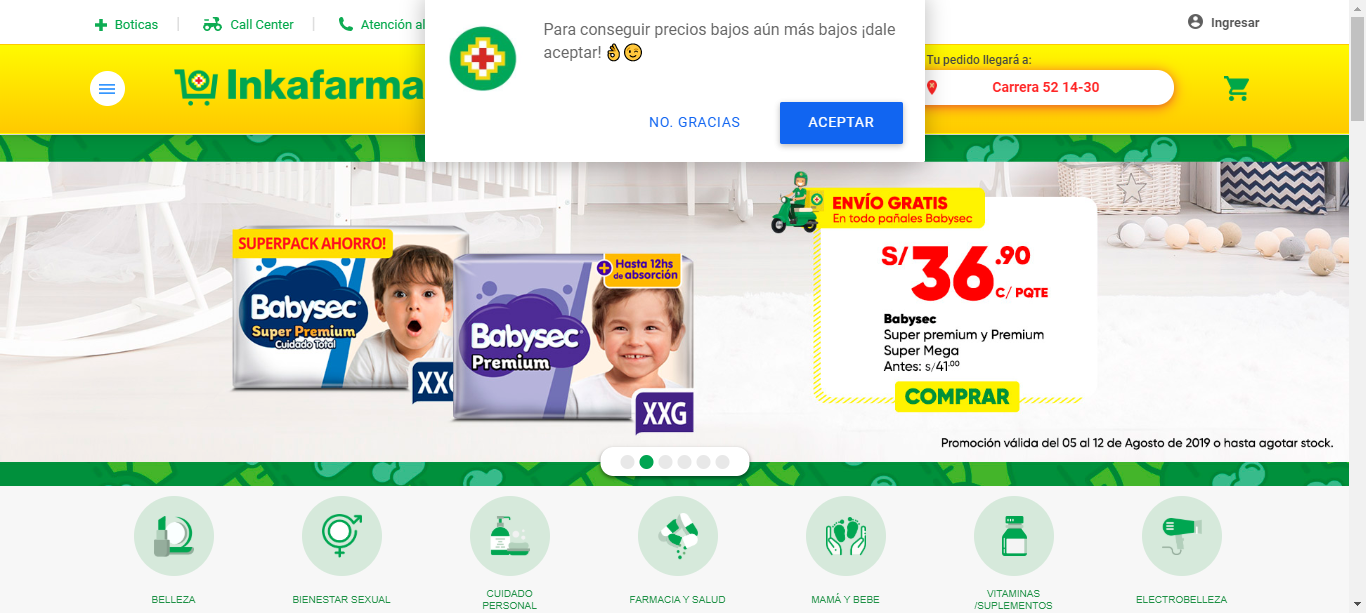 Boticas
Call Center
Atención al
Ingresar
Para conseguir precios bajos aún más bajos ¡dale
aceptar! 👌😉
NO. GRACIAS
ACEPTAR
Inkafarma
Tu pedido llegará a:
Carrera 52 14-30
SUPERPACK AHORRO!
Babysec
Super Premium
Cuidado Total
XXG
Hasta 12hs
de absorción
Babysec
Premium
XXG
ENVÍO GRATIS
En todo pañales Babysec
S/36.90
C/ PQTE
Babysec
Super premium y Premium
Super Mega
Antes: s/41.00
COMPRAR
Promoción válida del 05 al 12 de Agosto de 2019 o hasta agotar stock.
BELLEZA
BIENESTAR SEXUAL
CUIDADO
PERSONAL
FARMACIA Y SALUD
MAMÁ Y BEBE
VITAMINAS
/SUPLEMENTOS
ELECTROBELLEZA